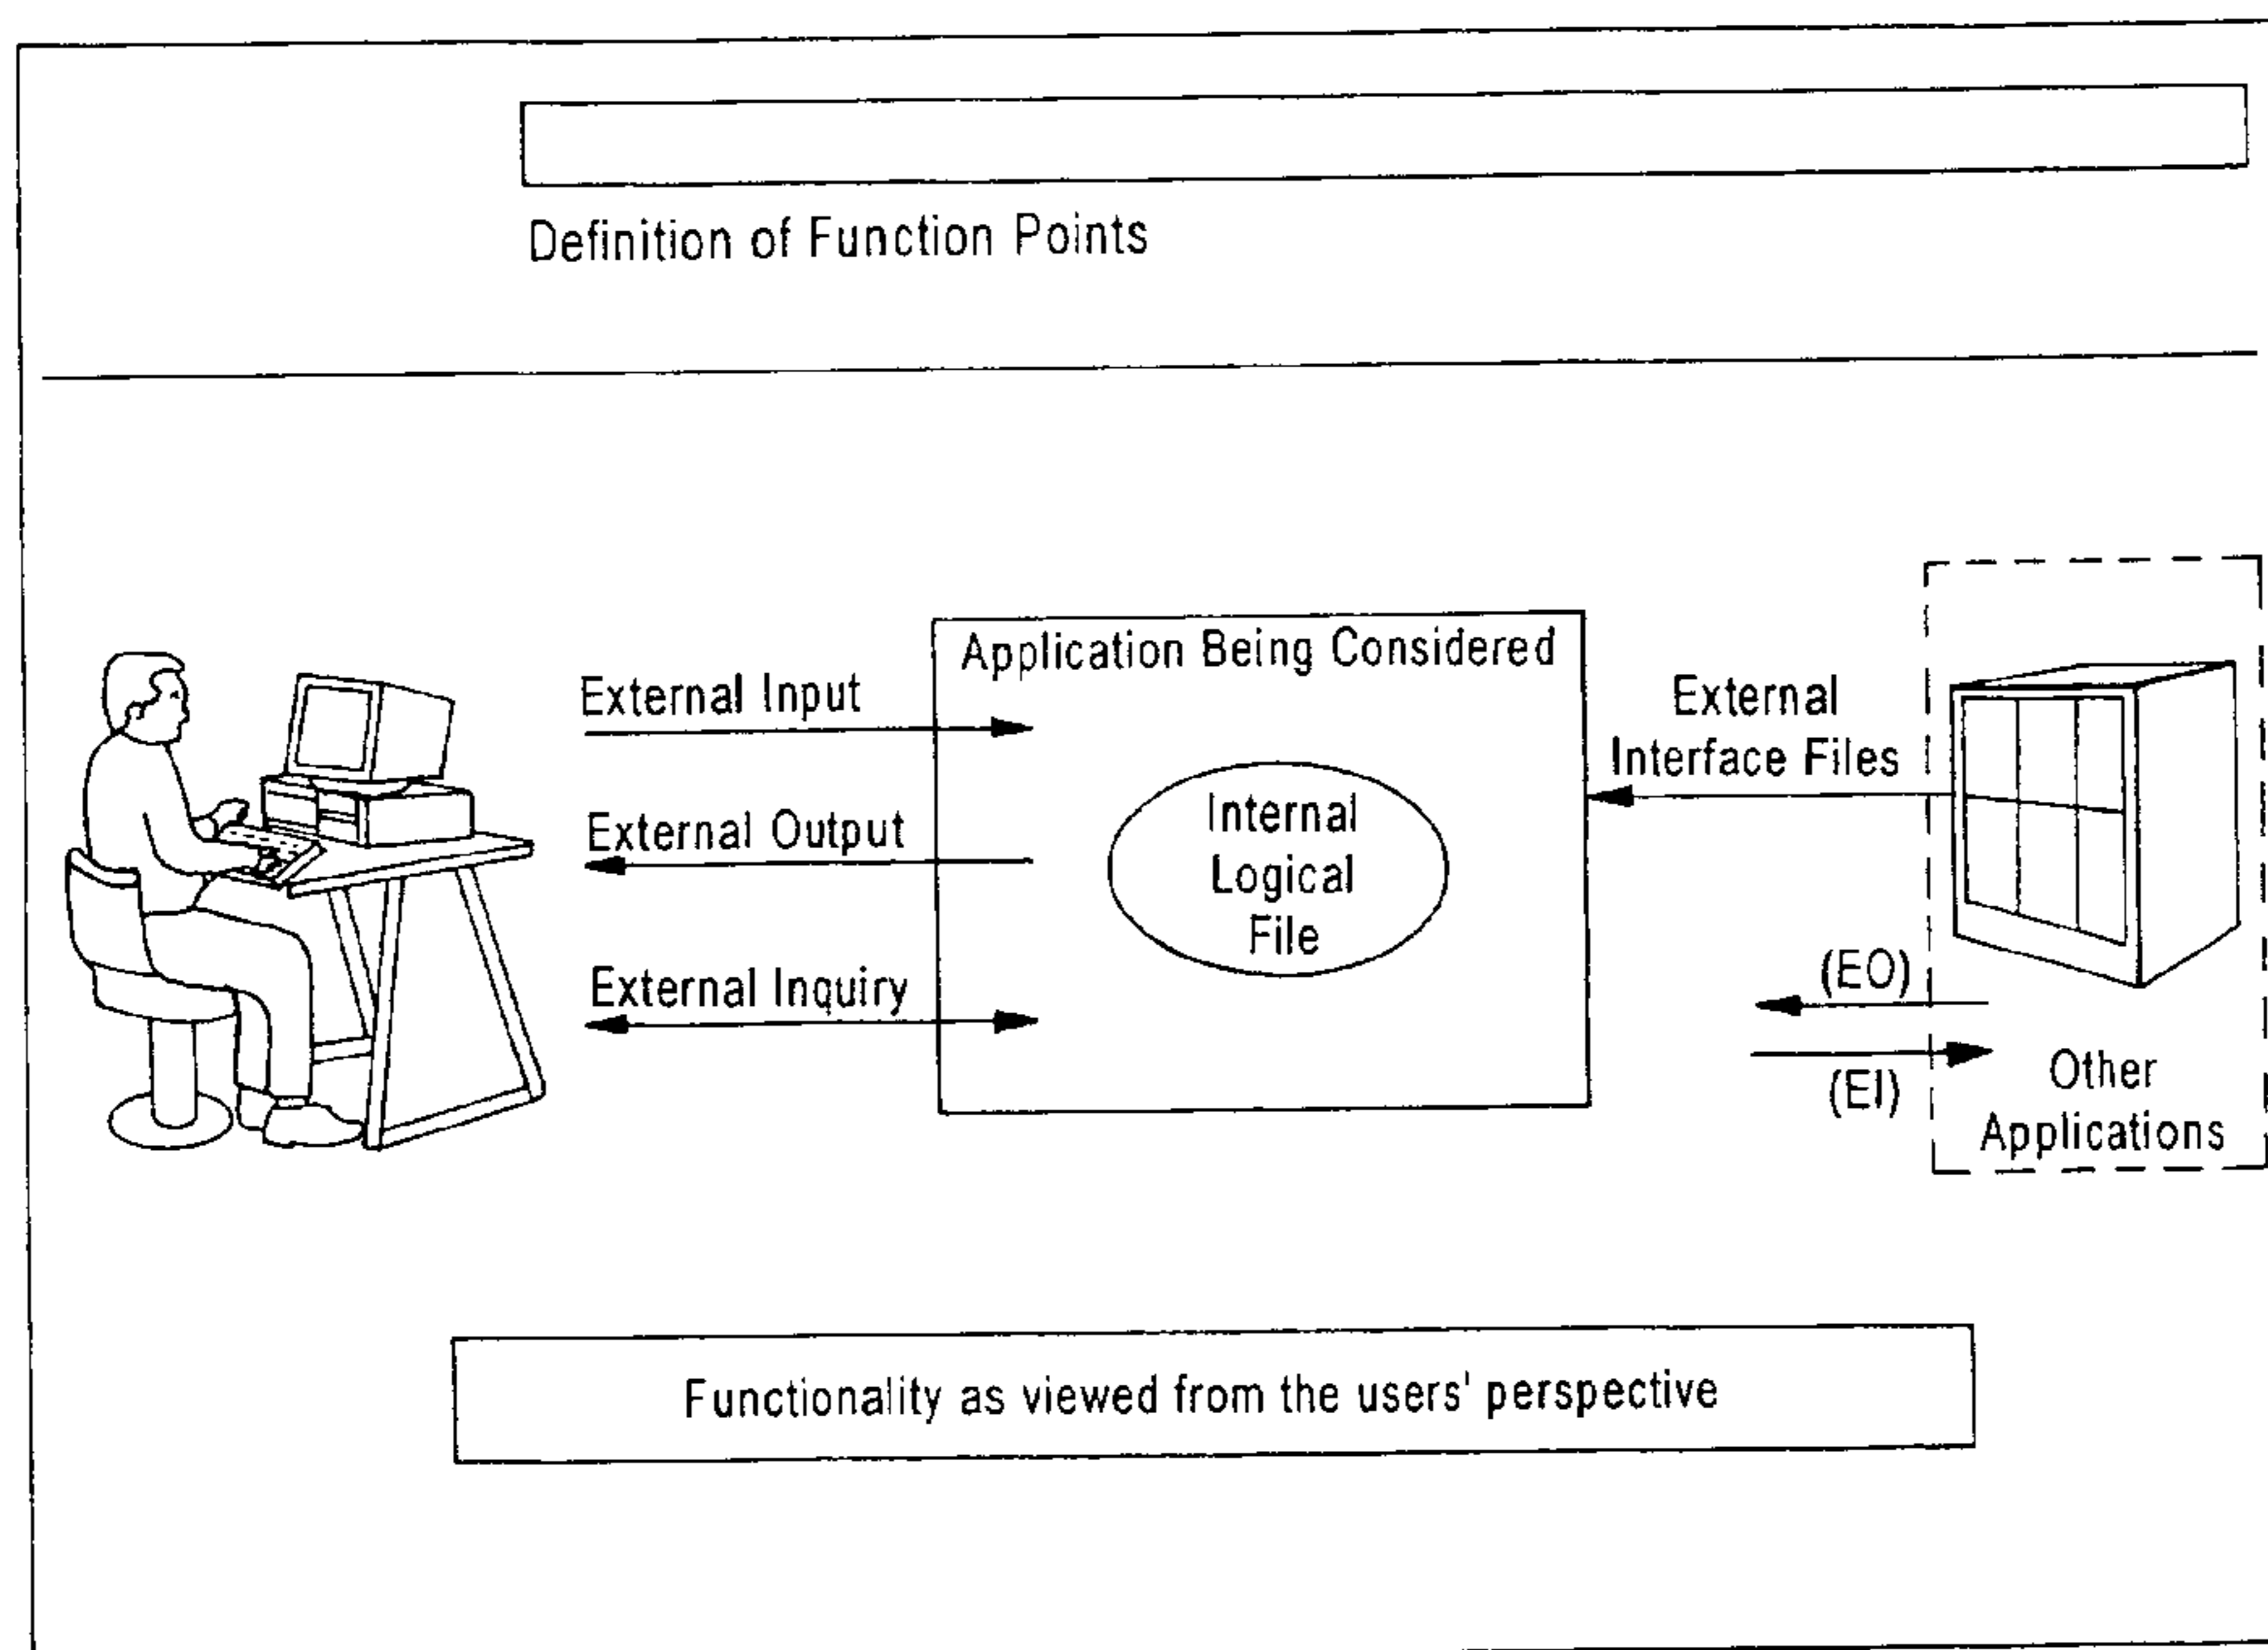 Definition of Function Points
Application Being Considered
External Input
External Output
External Inquiry
Internal
Logical
File
External
Interface Files
(EO)
(EI)
Other
Applications
Functionality as viewed from the users' perspective